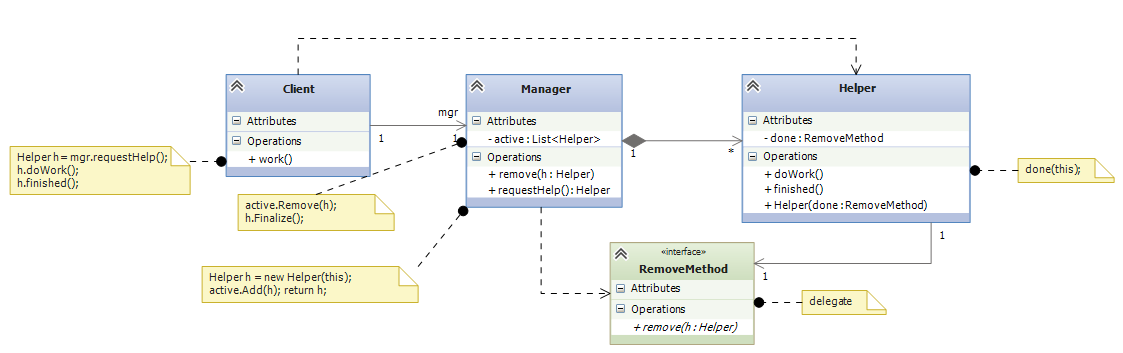 Client
Attributes
Operations
+ work()
mgr
1
1
Manager
Attributes
- active : List<Helper>
Operations
+ remove(h : Helper)
+ requestHelp() : Helper
1
*
Helper
Attributes
- done : RemoveMethod
Operations
+ doWork()
+ finished()
+ Helper(done : RemoveMethod)
1
1
Helper h = mgr.requestHelp();
h.doWork();
h.finished();
active.Remove(h);
h.Finalize();
Helper h = new Helper(this);
active.Add(h); return h;
done(this);
«interface»
RemoveMethod
Attributes
Operations
+ remove(h : Helper)
delegate